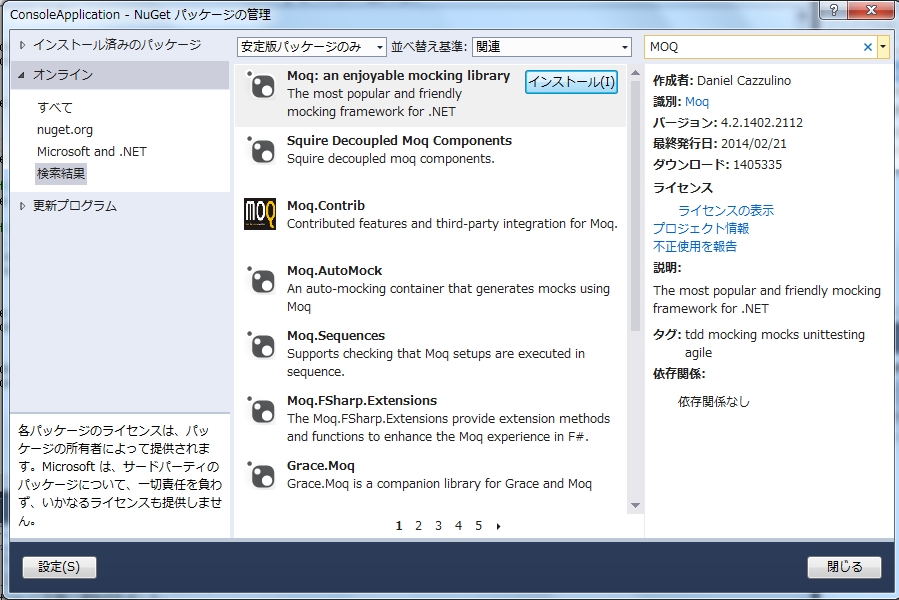 ConsoleApplication - NuGet パッケージの管理
インストール済みのパッケージ
オンライン
すべて
nuget.org
Microsoft and .NET
検索結果
更新プログラム
各パッケージのライセンスは、パッ
ケージの所有者によって提供されま
す。Microsoft は、サードパーティの
パッケージについて、一切責任を負わ
ず、いかなるライセンスも提供しませ
ん。
安定版パッケージのみ 並べ替え基準: 関連
Moq: an enjoyable mocking library
インストール(I)
The most popular and friendly
mocking framework for .NET
Squire Decoupled Moq Components
Squire decoupled moq components.
moq
Moq.Contrib
Contributed features and third-party integration for Moq.
Moq.AutoMock
An auto-mocking container that generates mocks using
Moq
Moq.Sequences
Supports checking that Moq setups are executed in
sequence.
Moq.FSharp.Extensions
The Moq.FSharp.Extensions provide extension methods
and functions to enhance the Moq experience in F#.
Grace.Moq
Grace.Moq is a companion library for Grace and Moq
1 2 3 4 5
MOQ
作成者: Daniel Cazzulino
識別: Moq
バージョン: 4.2.1402.2112
最終発行日: 2014/02/21
ダウンロード: 1405335
ライセンス
ライセンスの表示
プロジェクト情報
不正使用を報告
説明:
The most popular and friendly mocking
framework for .NET
タグ: tdd mocking mocks unittesting
agile
依存関係:
依存関係なし
設定(S)
閉じる